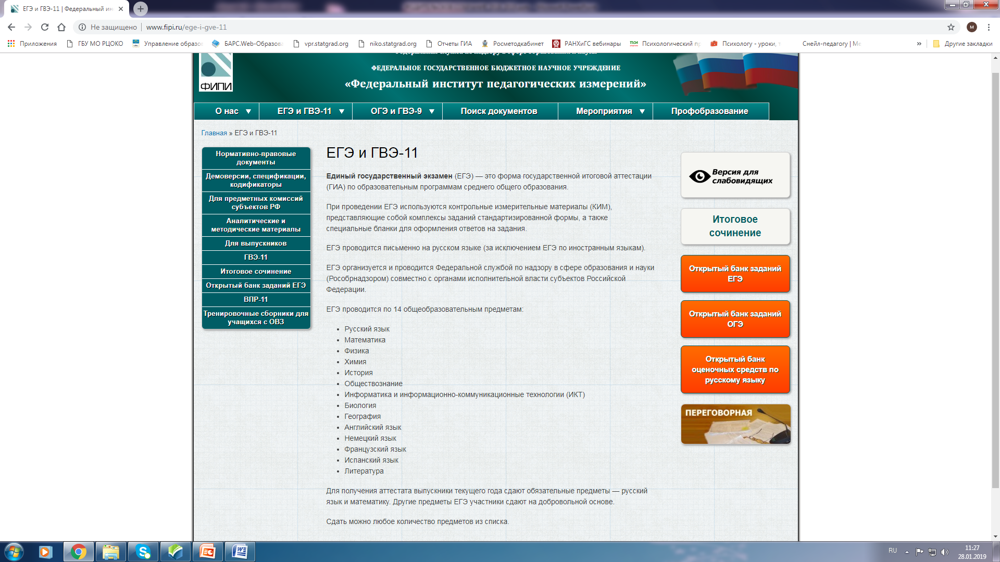 ЕГЭ и ГВЭ-11 | Федеральный ин
Не защищено
www.fipi.ru/ege-i-gve-11
М
Приложения
ГБУ МО РЦОКО
Управление образо
БАРС.Web-Образова
vpr.statgrad.org
niko.statgrad.org
Отчеты ГИА
Росметодкабинет
РАНХиГС вебинары
Психологический п
Психологу - уроки, т
Снейл-педагогу | Ме
»
Другие закладки
ФИПИ
ФЕДЕРАЛЬНОЕ ГОСУДАРСТВЕННОЕ БЮДЖЕТНОЕ НАУЧНОЕ УЧРЕЖДЕНИЕ
«Федеральный институт педагогических измерений»
О нас
ЕГЭ и ГВЭ-11
ОГЭ и ГВЭ-9
Поиск документов
Мероприятия
Профобразование
Главная » ЕГЭ и ГВЭ-11
Нормативно-правовые
документы
Демоверсии, спецификации,
кодификаторы
Для предметных комиссий
субъектов РФ
Аналитические и
методические материалы
Для выпускников
ГВЭ-11
Итоговое сочинение
Открытый банк заданий ЕГЭ
ВПР-11
Тренировочные сборники для
учащихся с ОВЗ
ЕГЭ и ГВЭ-11
Единый государственный экзамен (ЕГЭ) — это форма государственной итоговой аттестации
(ГИА) по образовательным программам среднего общего образования.
При проведении ЕГЭ используются контрольные измерительные материалы (КИМ),
представляющие собой комплексы заданий стандартизированной формы, а также
специальные бланки для оформления ответов на задания.
ЕГЭ проводится письменно на русском языке (за исключением ЕГЭ по иностранным языкам).
ЕГЭ организуется и проводится Федеральной службой по надзору в сфере образования и науки
(Рособрнадзором) совместно с органами исполнительной власти субъектов Российской
Федерации.
ЕГЭ проводится по 14 общеобразовательным предметам:
• Русский язык
• Математика
• Физика
• Химия
• История
• Обществознание
• Информатика и информационно-коммуникационные технологии (ИКТ)
• Биология
• География
• Английский язык
• Немецкий язык
• Французский язык
• Испанский язык
• Литература
Для получения аттестата выпускники текущего года сдают обязательные предметы — русский
язык и математику. Другие предметы ЕГЭ участники сдают на добровольной основе.
Сдать можно любое количество предметов из списка.
Версия для
слабовидящих
Итоговое
сочинение
Открытый банк заданий
ЕГЭ
Открытый банк заданий
ОГЭ
Открытый банк
оценочных средств по
русскому языку
ПЕРЕГОВОРНАЯ
RU
11:27
28.01.2019